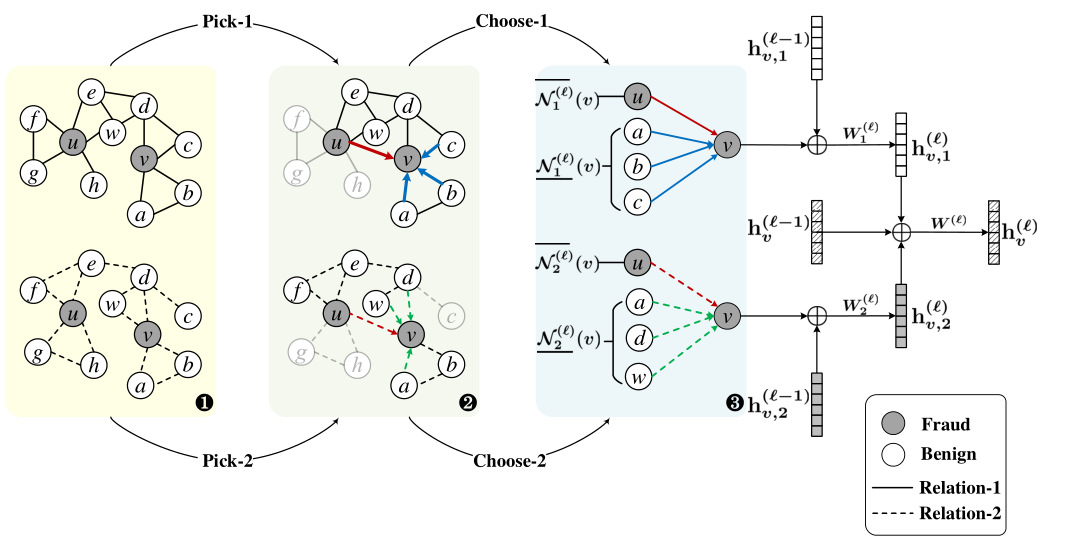 Pick-1
Choose-1
e
d
f
w
u
c
v
g
h
b
a
e
d
f
w
u
c
v
g
h
b
a
❶
e
d
f
w
u
c
v
g
h
b
a
e
d
f
w
u
c
v
g
h
b
a
❷
$\overline{\mathcal{N}_1^{(\ell)}}(v)$
u
a
$\underline{\mathcal{N}_1^{(\ell)}}(v)$
b
c
v
$\overline{\mathcal{N}_2^{(\ell)}}(v)$
u
a
$\underline{\mathcal{N}_2^{(\ell)}}(v)$
d
w
v
❸
$\mathbf{h}_{v,1}^{(\ell-1)}$
$W_1^{(\ell)}$
$\mathbf{h}_{v,1}^{(\ell)}$
$\mathbf{h}_v^{(\ell-1)}$
$W^{(\ell)}$
$\mathbf{h}_v^{(\ell)}$
$W_2^{(\ell)}$
$\mathbf{h}_{v,2}^{(\ell)}$
$\mathbf{h}_{v,2}^{(\ell-1)}$
Pick-2
Choose-2
Fraud
Benign
Relation-1
Relation-2